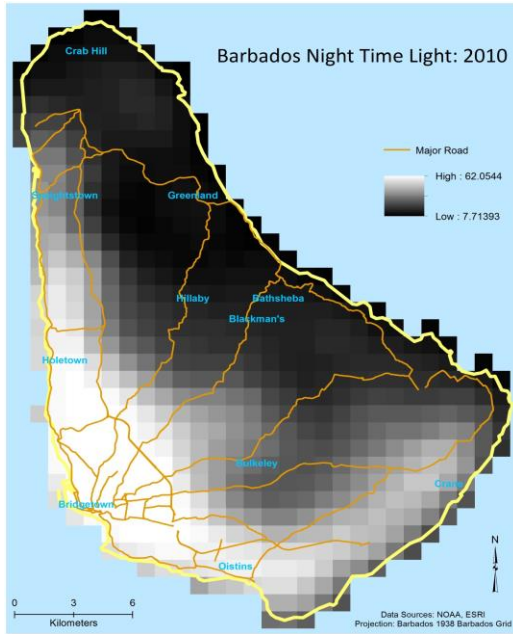 Crab Hill
Barbados Night Time Light: 2010
Major Road
High : 62.0544
Low : 7.71393
Speightstown
Greenland
Hillaby
Bathsheba
Blackman's
Holetown
Bulkeley
Crane
Bridgetown
Oistins
N
0 3 6
Kilometers
Data Sources: NOAA, ESRI
Projection: Barbados 1938 Barbados Grid